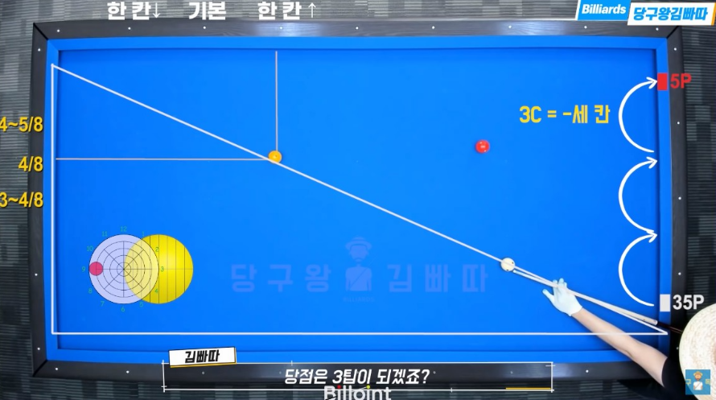 한 칸↓ 기본 한 칸↑
Billiards 당구왕김빠따
5P
3C = -세 칸
4~5/8
4/8
3~4/8
당구왕 김빠따
35P
김빠따
당점은 3팁이 되겠죠?
Billoint